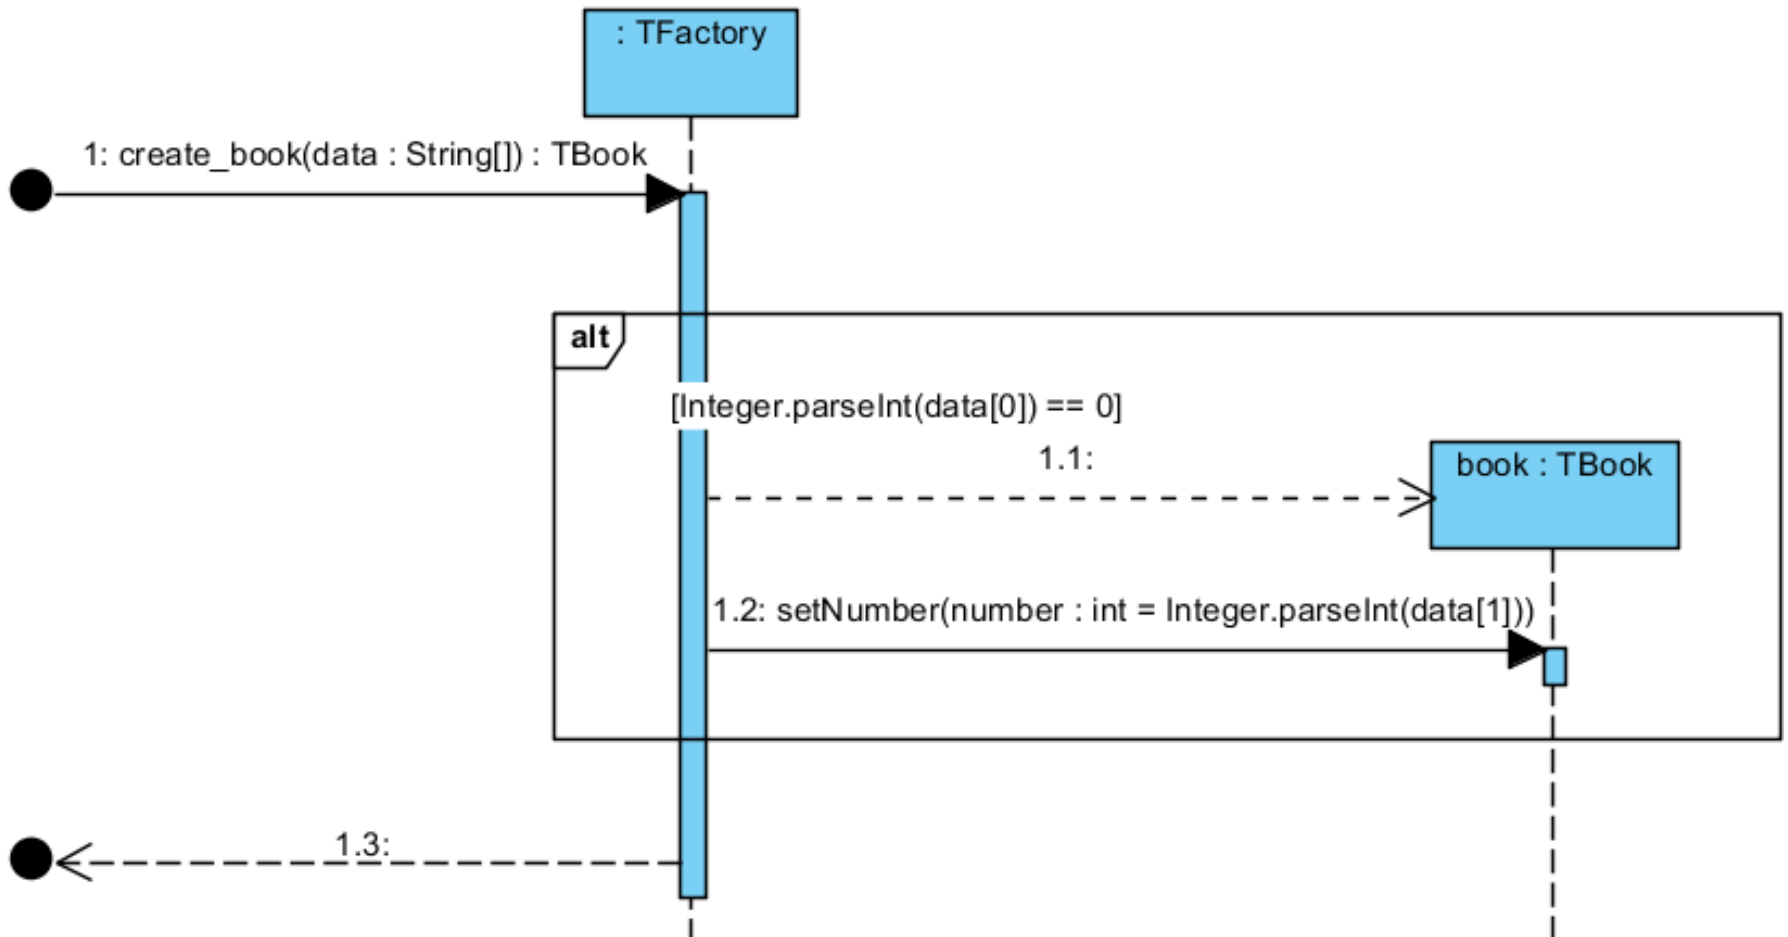 : TFactory
1: create_book(data : String[]) : TBook
alt
[Integer.parseInt(data[0]) == 0]
1.1:
book : TBook
1.2: setNumber(number : int = Integer.parseInt(data[1]))
1.3: